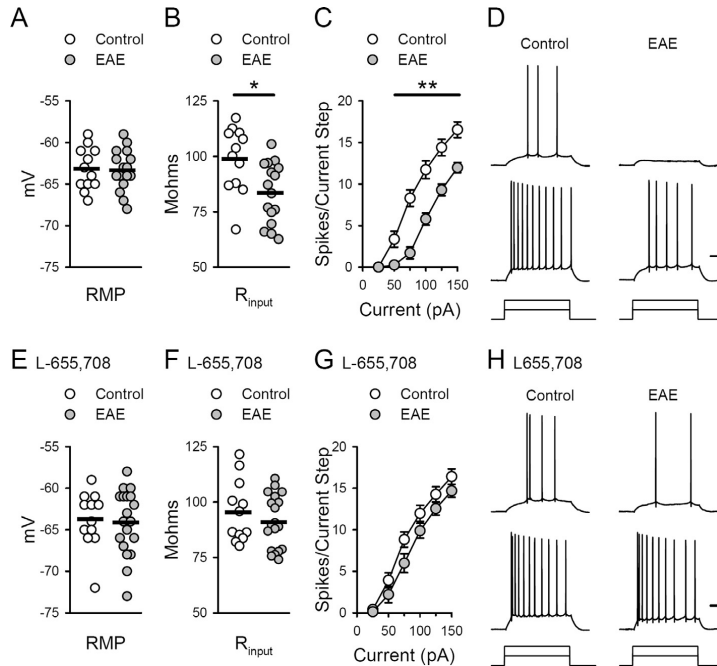 A
Control
EAE
-55
-60
-65
-70
-75
mV
RMP
B
Control
EAE
*
125
100
75
50
Mohms
Rinput
C
Control
EAE
**
20
15
10
5
0
Spikes/Current Step
0 50 100 150
Current (pA)
D
Control EAE
E L-655,708
Control
EAE
-55
-60
-65
-70
-75
mV
RMP
F L-655,708
Control
EAE
125
100
75
50
Mohms
Rinput
G L-655,708
Control
EAE
20
15
10
5
0
Spikes/Current Step
0 50 100 150
Current (pA)
H L655,708
Control EAE